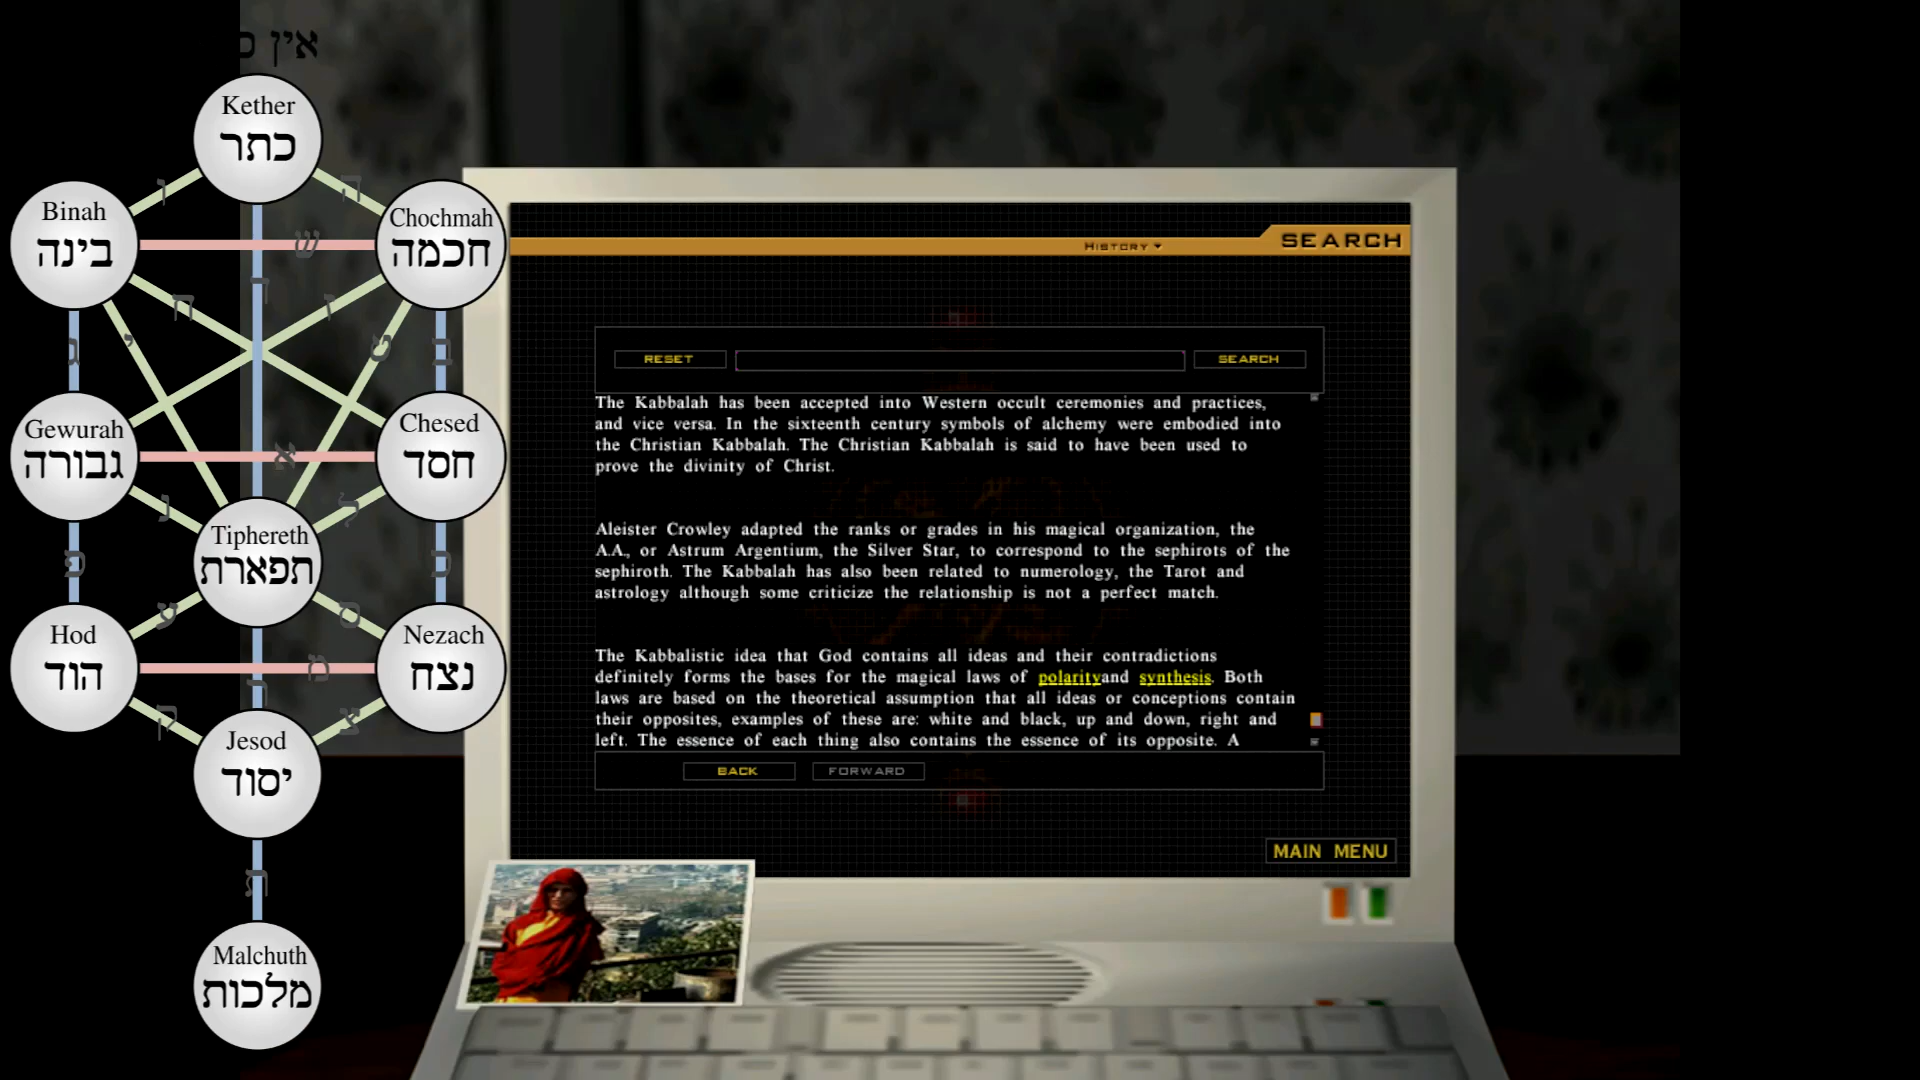 אין ס
Kether
כתר
ו
ה
Binah
בינה
Chochmah
חכמה
ש
ד
ח
ז
ג
י
ט
ב
Gewurah
גבורה
Chesed
חסד
א
נ
ל
Tiphereth
תפארת
פ
כ
ע
ס
Hod
הוד
Nezach
נצח
מ
ר
ק
צ
Jesod
יסוד
ת
Malchuth
מלכות
HISTORY
SEARCH
RESET
SEARCH
The Kabbalah has been accepted into Western occult ceremonies and practices,
and vice versa. In the sixteenth century symbols of alchemy were embodied into
the Christian Kabbalah. The Christian Kabbalah is said to have been used to
prove the divinity of Christ.
Aleister Crowley adapted the ranks or grades in his magical organization, the
A.A., or Astrum Argentium, the Silver Star, to correspond to the sephirots of the
sephiroth. The Kabbalah has also been related to numerology, the Tarot and
astrology although some criticize the relationship is not a perfect match.
The Kabbalistic idea that God contains all ideas and their contradictions
definitely forms the bases for the magical laws of polarityand synthesis. Both
laws are based on the theoretical assumption that all ideas or conceptions contain
their opposites, examples of these are: white and black, up and down, right and
left. The essence of each thing also contains the essence of its opposite. A
BACK
FORWARD
MAIN MENU